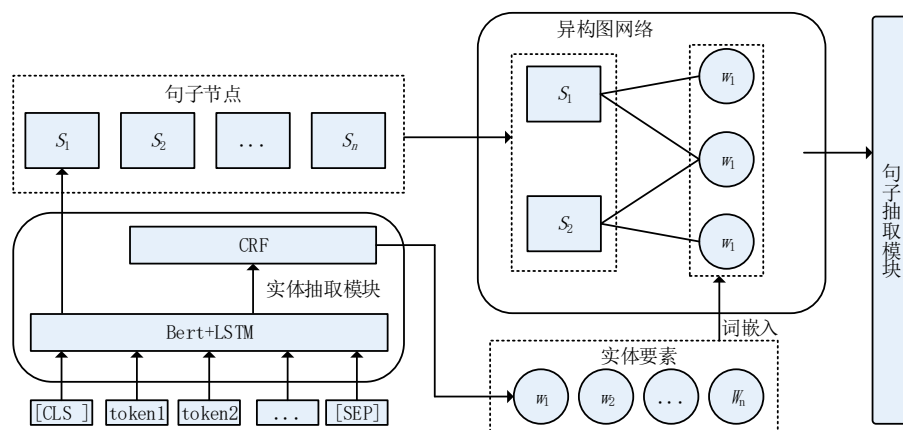 异构图网络
句子节点
S1
S2
...
Sn
S1
S2
w1
w1
w1
句子抽取模块
CRF
实体抽取模块
Bert+LSTM
[CLS ]
token1
token2
...
[SEP]
词嵌入
实体要素
w1
w2
...
Wn